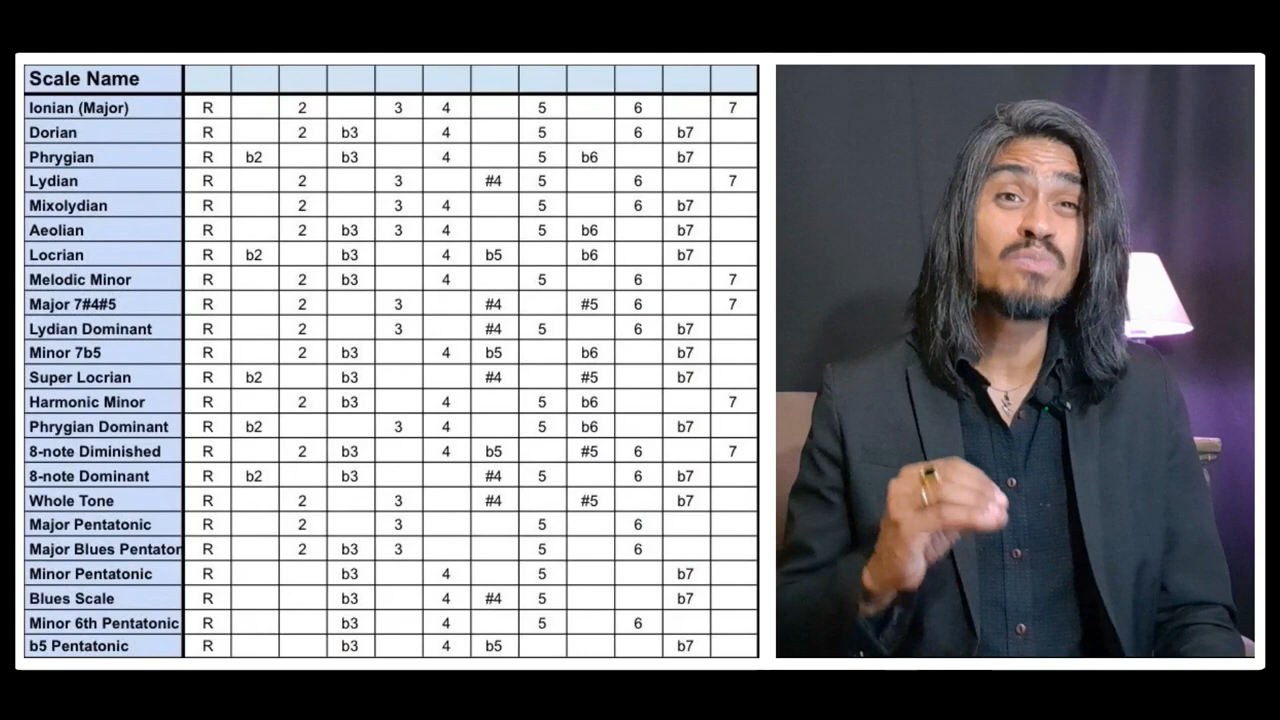 Scale Name
Ionian (Major) R 2 3 4 5 6 7
Dorian R 2 b3 4 5 6 b7
Phrygian R b2 b3 4 5 b6 b7
Lydian R 2 3 #4 5 6 7
Mixolydian R 2 3 4 5 6 b7
Aeolian R 2 b3 3 4 5 b6 b7
Locrian R b2 b3 4 b5 b6 b7
Melodic Minor R 2 b3 4 5 6 7
Major 7#4#5 R 2 3 #4 #5 6 7
Lydian Dominant R 2 3 #4 5 6 b7
Minor 7b5 R 2 b3 4 b5 b6 b7
Super Locrian R b2 b3 #4 #5 b7
Harmonic Minor R 2 b3 4 5 b6 7
Phrygian Dominant R b2 3 4 5 b6 b7
8-note Diminished R 2 b3 4 b5 #5 6 7
8-note Dominant R b2 b3 #4 5 6 b7
Whole Tone R 2 3 #4 #5 b7
Major Pentatonic R 2 3 5 6
Major Blues Pentator R 2 b3 3 5 6
Minor Pentatonic R b3 4 5 b7
Blues Scale R b3 4 #4 5 b7
Minor 6th Pentatonic R b3 4 5 6
b5 Pentatonic R b3 4 b5 b7